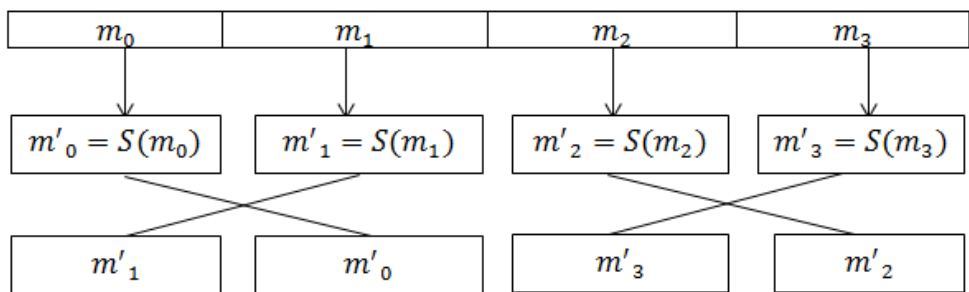 m₀ m₁ m₂ m₃
m'₀ = S(m₀) m'₁ = S(m₁) m'₂ = S(m₂) m'₃ = S(m₃)
m'₁ m'₀ m'₃ m'₂